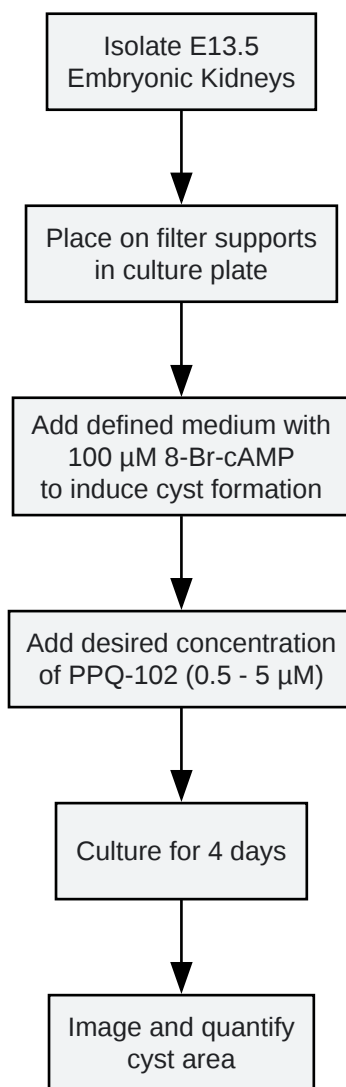 Isolate E13.5
Embryonic Kidneys
Place on filter supports
in culture plate
Add defined medium with
100 µM 8-Br-cAMP
to induce cyst formation
Add desired concentration
of PPQ-102 (0.5 - 5 µM)
Culture for 4 days
Image and quantify
cyst area